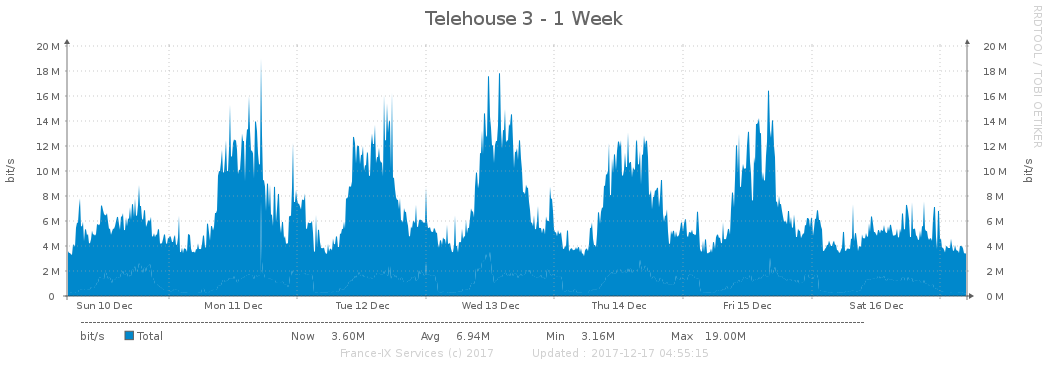 Telehouse 3 - 1 Week
RRDTOOL / TOBI OETIKER
bit/s
bit/s
20 M 20 M
18 M 18 M
16 M 16 M
14 M 14 M
12 M 12 M
10 M 10 M
8 M 8 M
6 M 6 M
4 M 4 M
2 M 2 M
0 0 M
Sun 10 Dec Mon 11 Dec Tue 12 Dec Wed 13 Dec Thu 14 Dec Fri 15 Dec Sat 16 Dec
bit/s Total Now 3.60M Avg 6.94M Min 3.16M Max 19.00M
France-IX Services (c) 2017 Updated : 2017-12-17 04:55:15